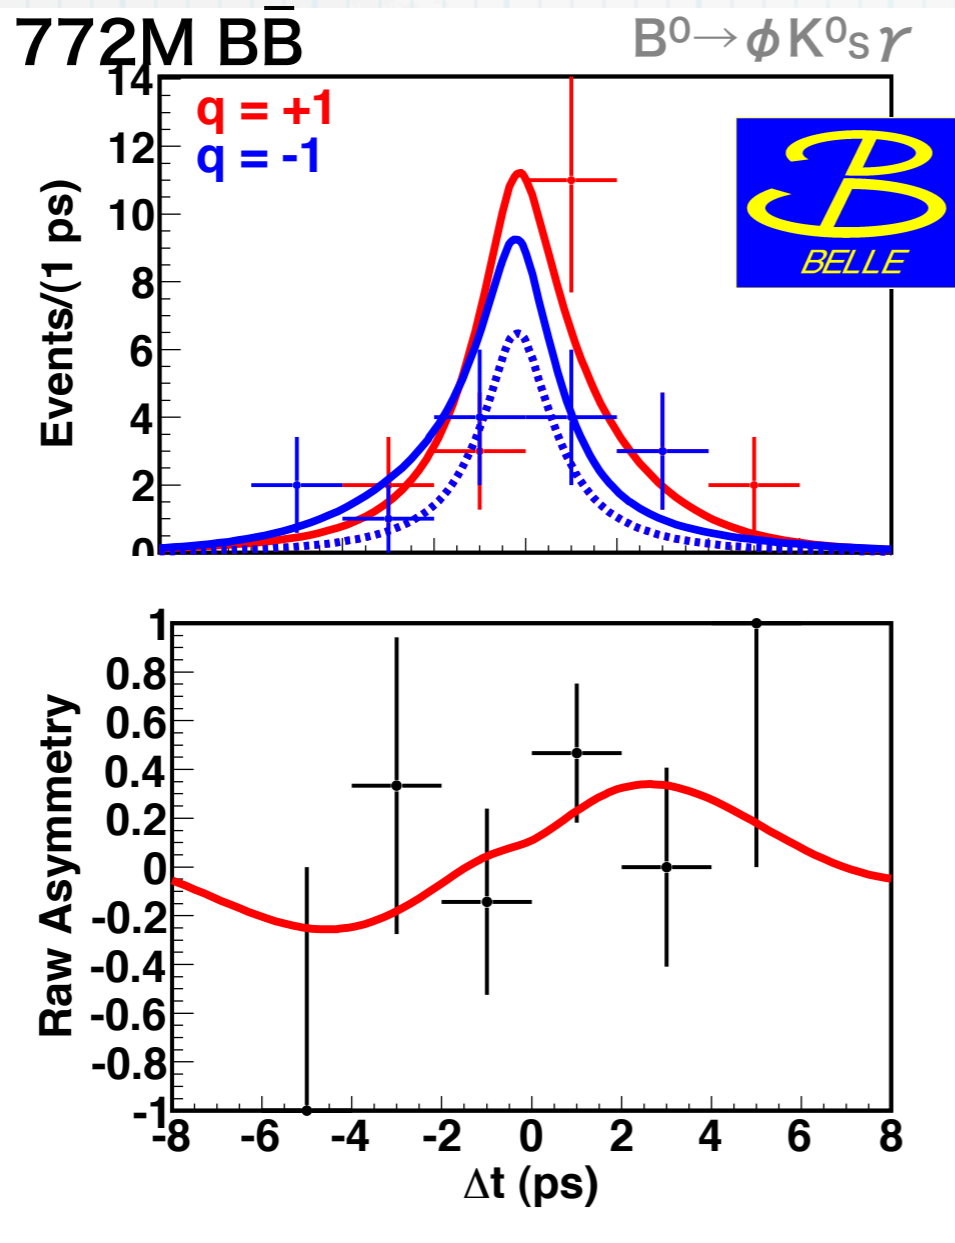 772M BB̅
B⁰→ϕK⁰sγ
q = +1
q = -1
BELLE
Events/(1 ps)
14
12
10
8
6
4
2
0
Raw Asymmetry
1
0.8
0.6
0.4
0.2
0
-0.2
-0.4
-0.6
-0.8
-1
-8 -6 -4 -2 0 2 4 6 8
Δt (ps)